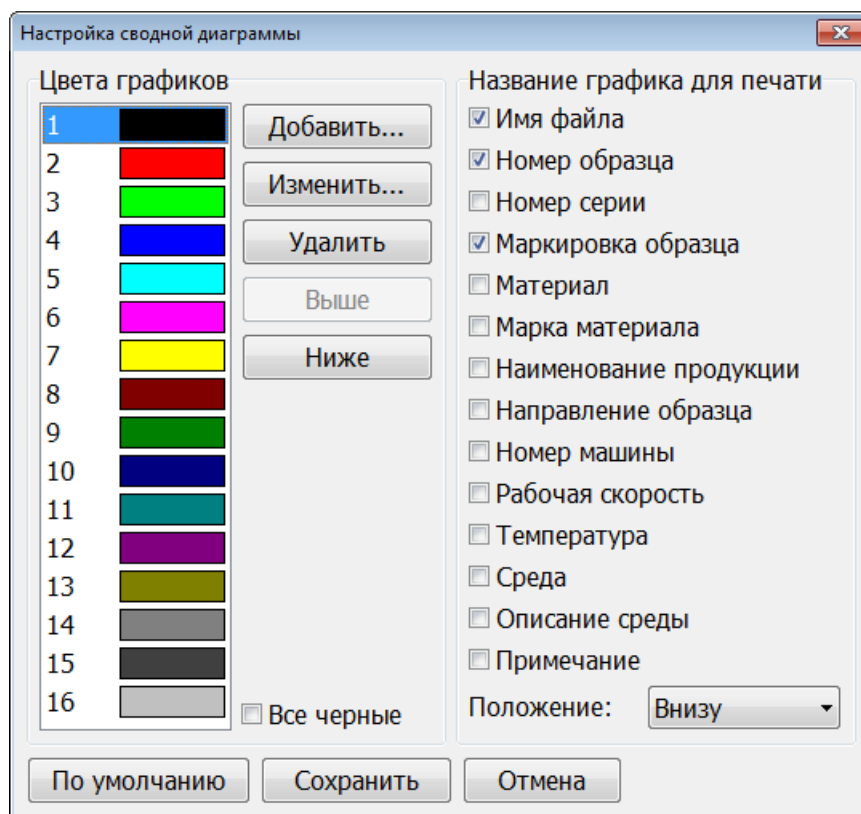 Настройка сводной диаграммы
Цвета графиков
1
2
3
4
5
6
7
8
9
10
11
12
13
14
15
16
Добавить...
Изменить...
Удалить
Выше
Ниже
Все черные
Название графика для печати
Имя файла
Номер образца
Номер серии
Маркировка образца
Материал
Марка материала
Наименование продукции
Направление образца
Номер машины
Рабочая скорость
Температура
Среда
Описание среды
Примечание
Положение: Внизу
По умолчанию Сохранить Отмена